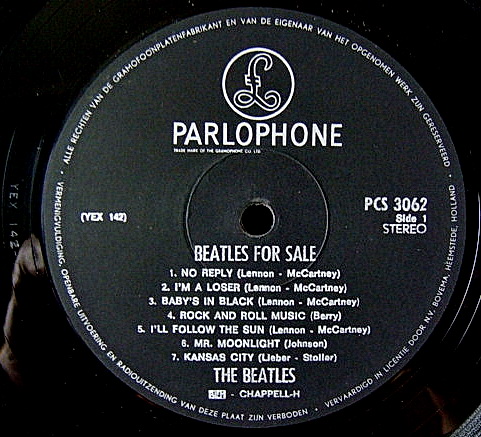 ALLE RECHTEN VAN DE GRAMOFOONPLATENFABRIKANT EN VAN DE EIGENAAR VAN HET OPGENOMEN WERK ZIJN GERESERVEERD
PARLOPHONE
TRADE MARK OF THE GRAMOPHONE CO. LTD.
(YEX 142)
PCS 3062
Side 1
STEREO
YEX 142
BEATLES FOR SALE
1. NO REPLY (Lennon - McCartney)
2. I'M A LOSER (Lennon - McCartney)
3. BABY'S IN BLACK (Lennon - McCartney)
4. ROCK AND ROLL MUSIC (Berry)
5. I'LL FOLLOW THE SUN (Lennon - McCartney)
6. MR. MOONLIGHT (Johnson)
7. KANSAS CITY (Lieber - Stoller)
THE BEATLES
- CHAPPELL-H
VERMENIGVULDIGING, OPENBARE UITVOERING EN RADIOUITZENDING VAN DEZE PLAAT ZIJN VERBODEN • VERVAARDIGD IN LICENTIE DOOR N.V. BOVEMA, HEEMSTEDE, HOLLAND